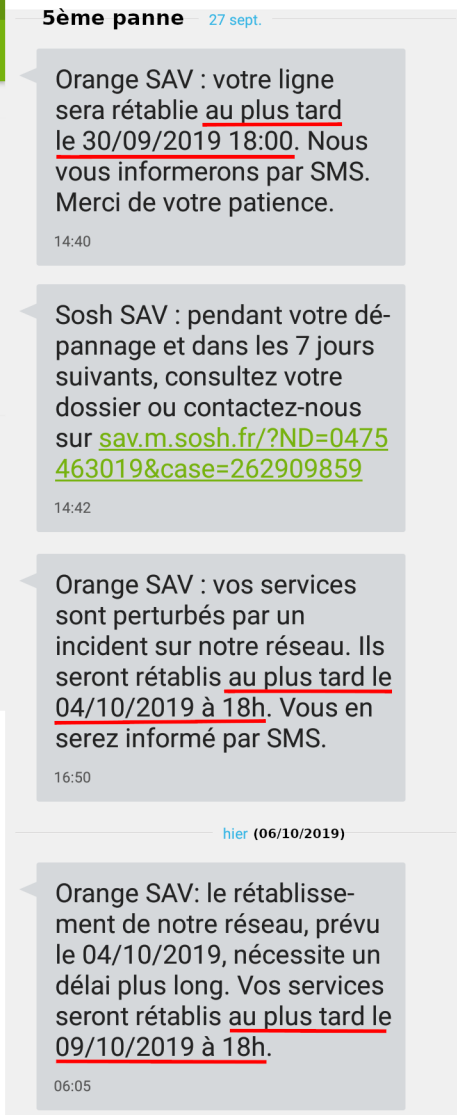 5ème panne 27 sept.
Orange SAV : votre ligne
sera rétablie au plus tard
le 30/09/2019 18:00. Nous
vous informerons par SMS.
Merci de votre patience.
14:40
Sosh SAV : pendant votre dé-
pannage et dans les 7 jours
suivants, consultez votre
dossier ou contactez-nous
sur sav.m.sosh.fr/?ND=0475
463019&case=262909859
14:42
Orange SAV : vos services
sont perturbés par un
incident sur notre réseau. Ils
seront rétablis au plus tard le
04/10/2019 à 18h. Vous en
serez informé par SMS.
16:50
hier (06/10/2019)
Orange SAV: le rétablisse-
ment de notre réseau, prévu
le 04/10/2019, nécessite un
délai plus long. Vos services
seront rétablis au plus tard le
09/10/2019 à 18h.
06:05